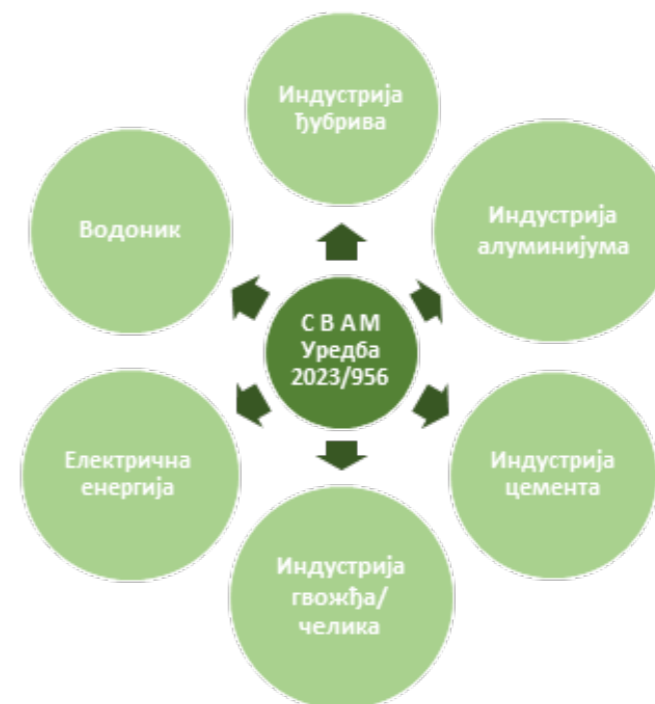 Индустрија
ђубрива
Водоник
Индустрија
алуминијума
С В А М
Уредба
2023/956
Електрична
енергија
Индустрија
цемента
Индустрија
гвожђа/
челика